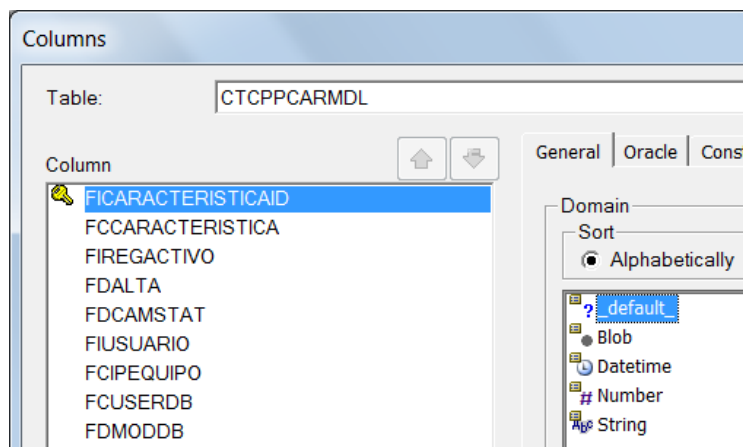 Columns
Table: CTCPPCARMDL
Column
FICARACTERISTICAID
FCCARACTERISTICA
FIREGACTIVO
FDALTA
FDCAMSTAT
FIUSUARIO
FCIPEQUIPO
FCUSERDB
FDMODDB
General Oracle Cons
Domain
Sort
Alphabetically
_default_
Blob
Datetime
Number
String